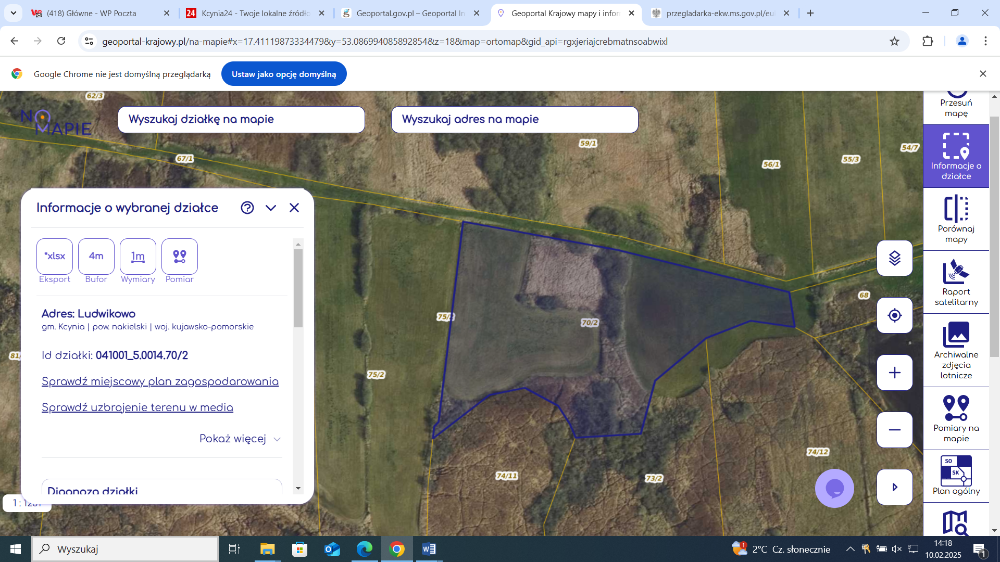 (418) Główne - WP Poczta
Kcynia24 - Twoje lokalne źródło
Geoportal.gov.pl – Geoportal In
Geoportal Krajowy mapy i infor
przegladarka-ekw.ms.gov.pl/eu
geoportal-krajowy.pl/na-mapie#x=17.41119873334479&y=53.08699408589285 4&z=18&map=ortomap&gid_api=rgxjeriajcrebmatnsoabwixl
Google Chrome nie jest domyślną przeglądarką
Ustaw jako opcję domyślną
NA MAPIE
Wyszukaj działkę na mapie
Wyszukaj adres na mapie
62/3
67/1
59/1
56/1
55/3
54/7
68
75/2
70/2
75/2
81/
74/11
73/2
74/12
Informacje o wybranej działce
*xlsx
4m
1m
Eksport
Bufor
Wymiary
Pomiar
Adres: Ludwikowo
gm. Kcynia | pow. nakielski | woj. kujawsko-pomorskie
Id działki: 041001_5.0014.70/2
Sprawdź miejscowy plan zagospodarowania
Sprawdź uzbrojenie terenu w media
Pokaż więcej
Diagnoza działki
Przesuń
mapę
Informacje o
działce
Porównaj
mapy
Raport
satelitarny
Archiwalne
zdjęcia
lotnicze
Pomiary na
mapie
SO
SK
Plan ogólny
Wyszukaj
1
2°C Cz. słonecznie
14:18
10.02.2025
1